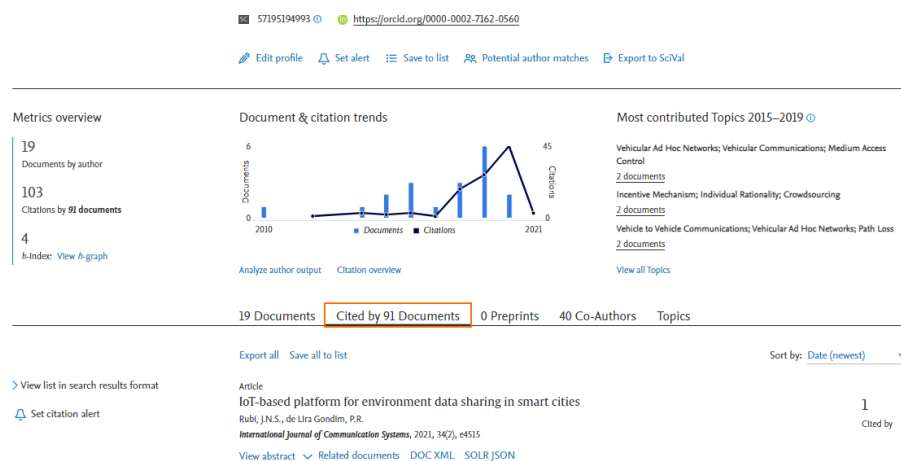 SC 57195194993 https://orcid.org/0000-0002-7162-0560
Edit profile Set alert Save to list Potential author matches Export to SciVal
Metrics overview
19
Documents by author
103
Citations by 91 documents
4
h-Index: View h-graph
Document & citation trends
6 45
Documents
Citations
0 0
2010 Documents Citations 2021
Analyze author output Citation overview
Most contributed Topics 2015–2019
Vehicular Ad Hoc Networks; Vehicular Communications; Medium Access
Control
2 documents
Incentive Mechanism; Individual Rationality; Crowdsourcing
2 documents
Vehicle to Vehicle Communications; Vehicular Ad Hoc Networks; Path Loss
2 documents
View all Topics
19 Documents Cited by 91 Documents 0 Preprints 40 Co-Authors Topics
Export all Save all to list Sort by: Date (newest)
View list in search results format
Set citation alert
Article
IoT-based platform for environment data sharing in smart cities
Rubí, J.N.S., de Lira Gondim, P.R.
International Journal of Communication Systems, 2021, 34(2), e4515
View abstract Related documents DOC XML SOLR JSON
1
Cited by